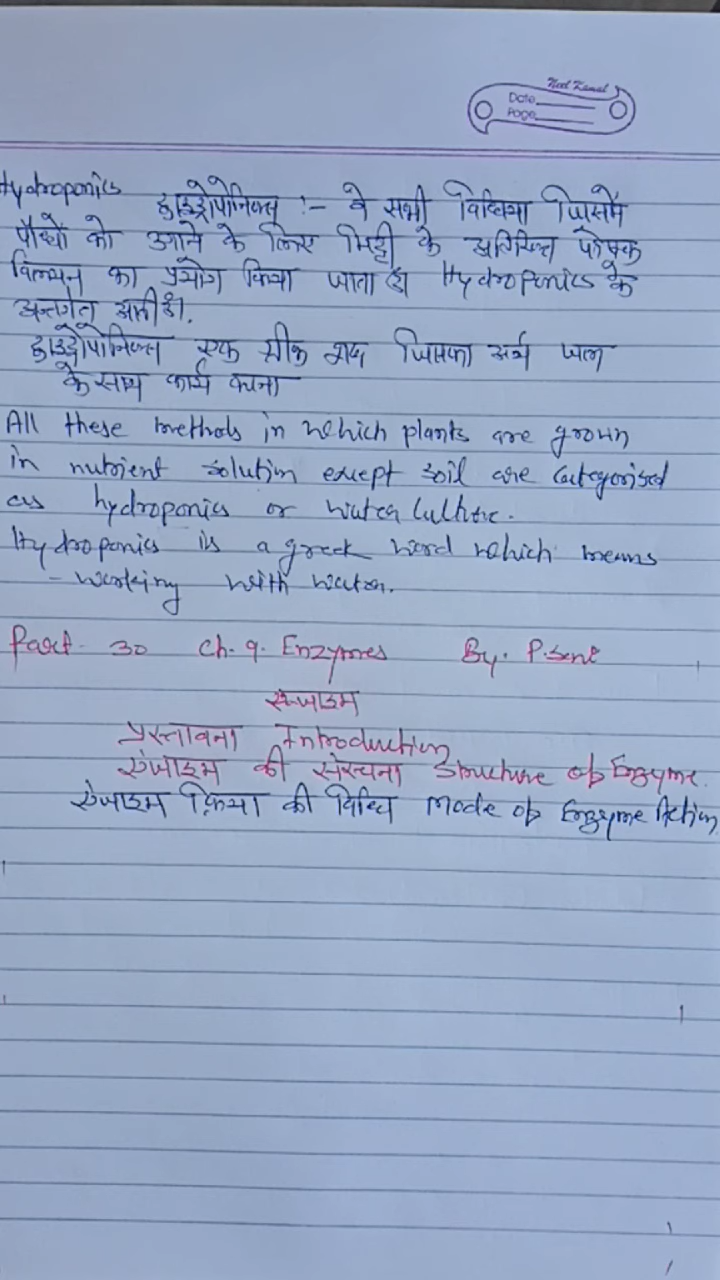 Neel Kamal
Date
Page
Hydroponics हाइड्रोपोनिक्स :- वे सभी विधिया जिसमें
पौधों को उगाने के लिए मिट्टी के अतिरिक्त पोषक
विलयन का प्रयोग किया जाता है। Hydroponics के
अन्तर्गत आती है।
हाइड्रोपोनिक्स एक ग्रीक शब्द जिसका अर्थ जल
के साथ कार्य करना
All these methods in which plants are grown
in nutrient solution except soil are Categorised
as hydroponics or water Culture.
Hydroponics is a greek word which means
- working with water.
Part- 30 Ch. 9. Enzymes By. P.
एंजाइम
प्रस्तावना Introduction
एंजाइम की संरचना Structure of Enzyme.
एंजाइम क्रिया की विधि Mode of Enzyme Action